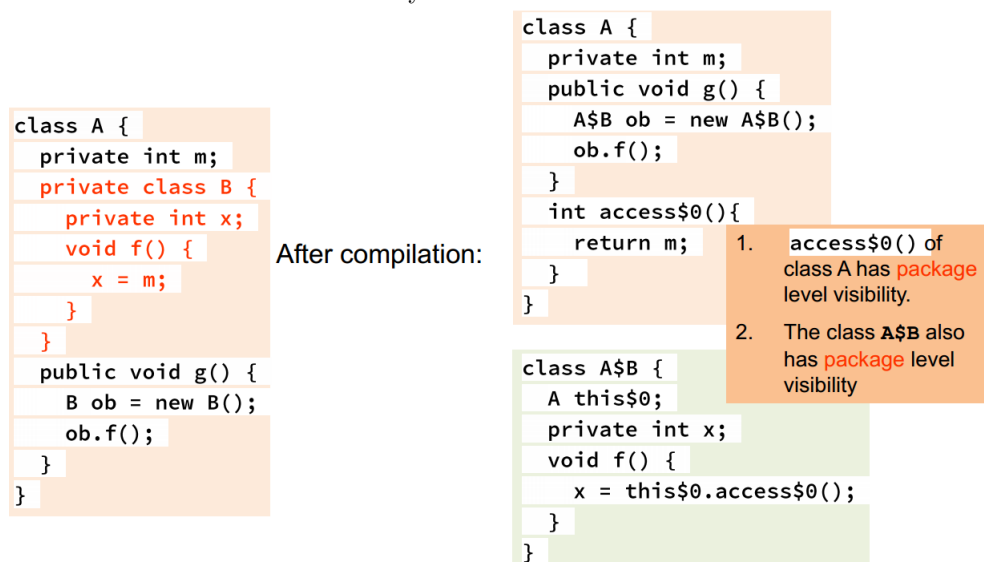 class A {
private int m;
private class B {
private int x;
void f() {
x = m;
}
}
public void g() {
B ob = new B();
ob.f();
}
}
After compilation:
class A {
private int m;
public void g() {
A$B ob = new A$B();
ob.f();
}
int access$0(){
return m;
}
}
1. access$0() of
class A has package
level visibility.
2. The class A$B also
has package level
visibility
class A$B {
A this$0;
private int x;
void f() {
x = this$0.access$0();
}
}